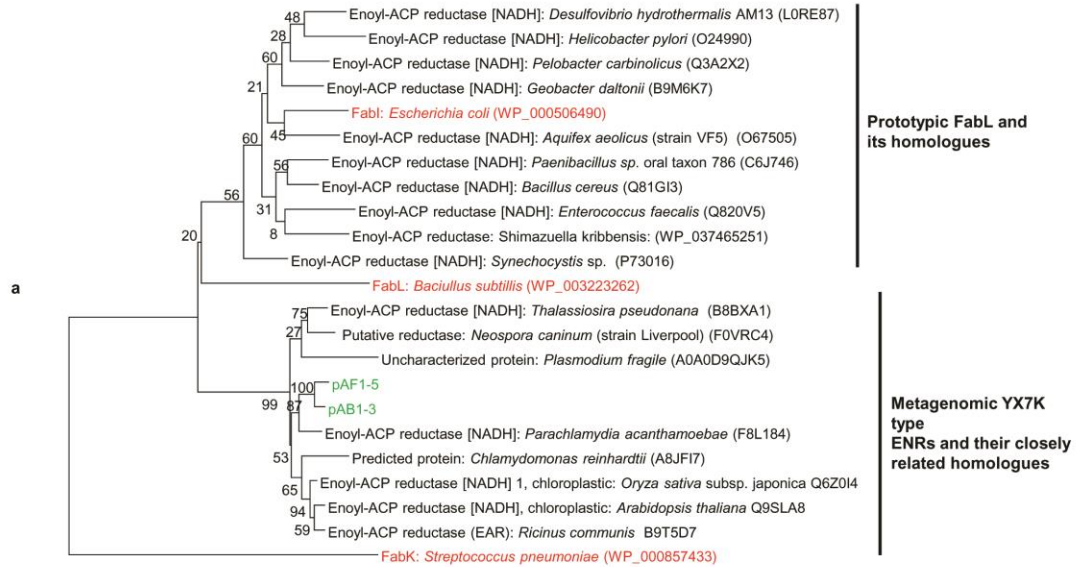 48
Enoyl-ACP reductase [NADH]: Desulfovibrio hydrothermalis AM13 (L0RE87)
28
Enoyl-ACP reductase [NADH]: Helicobacter pylori (O24990)
60
Enoyl-ACP reductase [NADH]: Pelobacter carbinolicus (Q3A2X2)
21
Enoyl-ACP reductase [NADH]: Geobacter daltonii (B9M6K7)
FabI: Escherichia coli (WP_000506490)
45
Enoyl-ACP reductase [NADH]: Aquifex aeolicus (strain VF5) (O67505)
60
56
Enoyl-ACP reductase [NADH]: Paenibacillus sp. oral taxon 786 (C6J746)
Enoyl-ACP reductase [NADH]: Bacillus cereus (Q81GI3)
56
31
Enoyl-ACP reductase [NADH]: Enterococcus faecalis (Q820V5)
8
Enoyl-ACP reductase: Shimazuella kribbensis: (WP_037465251)
20
Enoyl-ACP reductase [NADH]: Synechocystis sp. (P73016)
FabL: Baciullus subtillis (WP_003223262)
Prototypic FabL and
its homologues
a
75
Enoyl-ACP reductase [NADH]: Thalassiosira pseudonana (B8BXA1)
27
Putative reductase: Neospora caninum (strain Liverpool) (F0VRC4)
Uncharacterized protein: Plasmodium fragile (A0A0D9QJK5)
100
pAF1-5
99
87
pAB1-3
Enoyl-ACP reductase [NADH]: Parachlamydia acanthamoebae (F8L184)
53
Predicted protein: Chlamydomonas reinhardtii (A8JFI7)
65
Enoyl-ACP reductase [NADH] 1, chloroplastic: Oryza sativa subsp. japonica Q6Z0I4
94
Enoyl-ACP reductase [NADH], chloroplastic: Arabidopsis thaliana Q9SLA8
59
Enoyl-ACP reductase (EAR): Ricinus communis B9T5D7
FabK: Streptococcus pneumoniae (WP_000857433)
Metagenomic YX7K
type
ENRs and their closely
related homologues